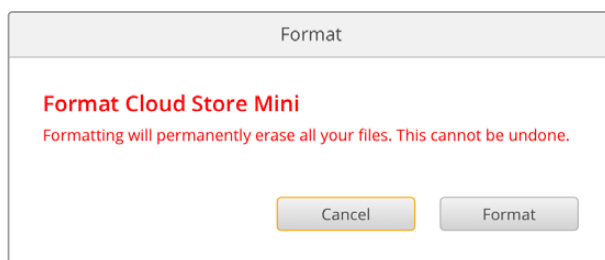 Format
Format Cloud Store Mini
Formatting will permanently erase all your files. This cannot be undone.
Cancel Format